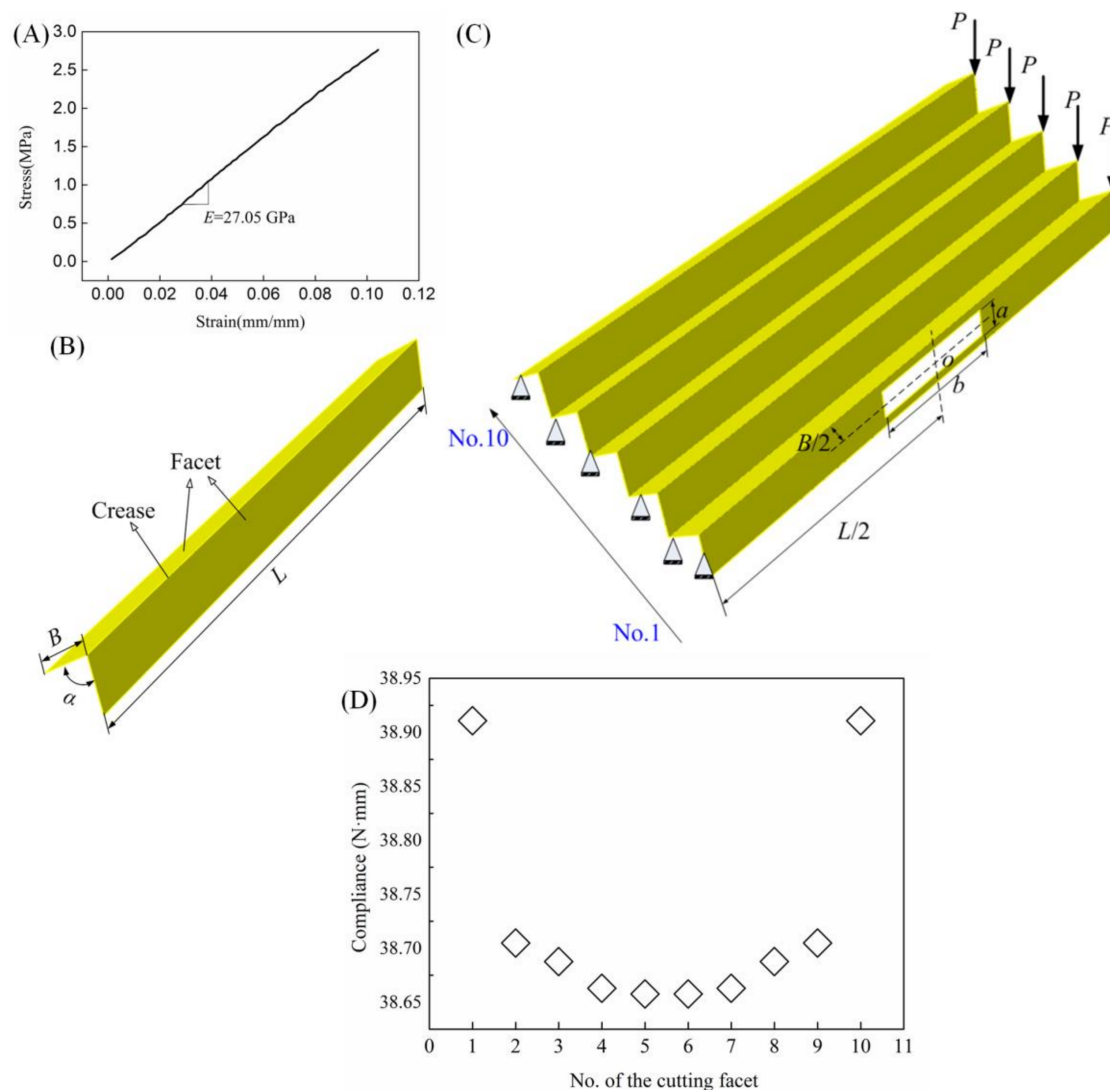 (A)
3.0
2.5
2.0
1.5
1.0
0.5
0.0
Stress(MPa)
E=27.05 GPa
0.00 0.02 0.04 0.06 0.08 0.10 0.12
Strain(mm/mm)
(B)
Facet
Crease
L
B
α
(C)
P
P
P
P
P
a
o
b
B/2
L/2
No.10
No.1
(D)
38.95
38.90
38.85
38.80
38.75
38.70
38.65
Compliance (N·mm)
0 1 2 3 4 5 6 7 8 9 10 11
No. of the cutting facet